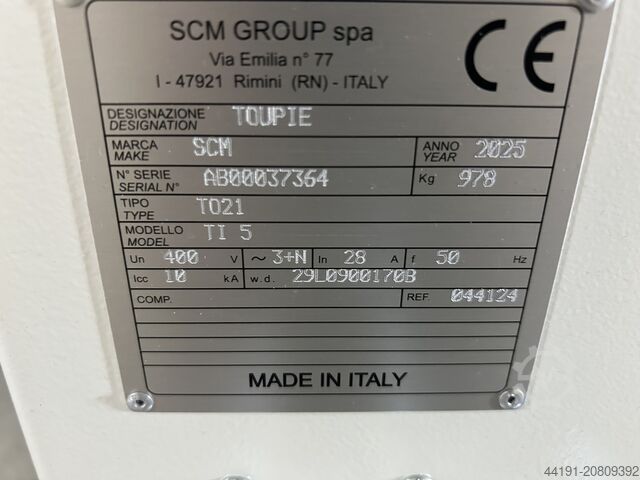 SCM GROUP spa
Via Emilia n° 77
I - 47921 Rimini (RN) - ITALY
CE
DESIGNAZIONE
DESIGNATION TOUPIE
MARCA
MAKE SCM ANNO
YEAR 2025
N° SERIE
SERIAL N° AB00037364 Kg 978
TIPO
TYPE TO21
MODELLO
MODEL TI 5
Un 400 V ~ 3+N In 28 A f 50 Hz
Icc 10 kA w.d. 29L0900170B
COMP. REF. 044124
MADE IN ITALY
44191-20809392